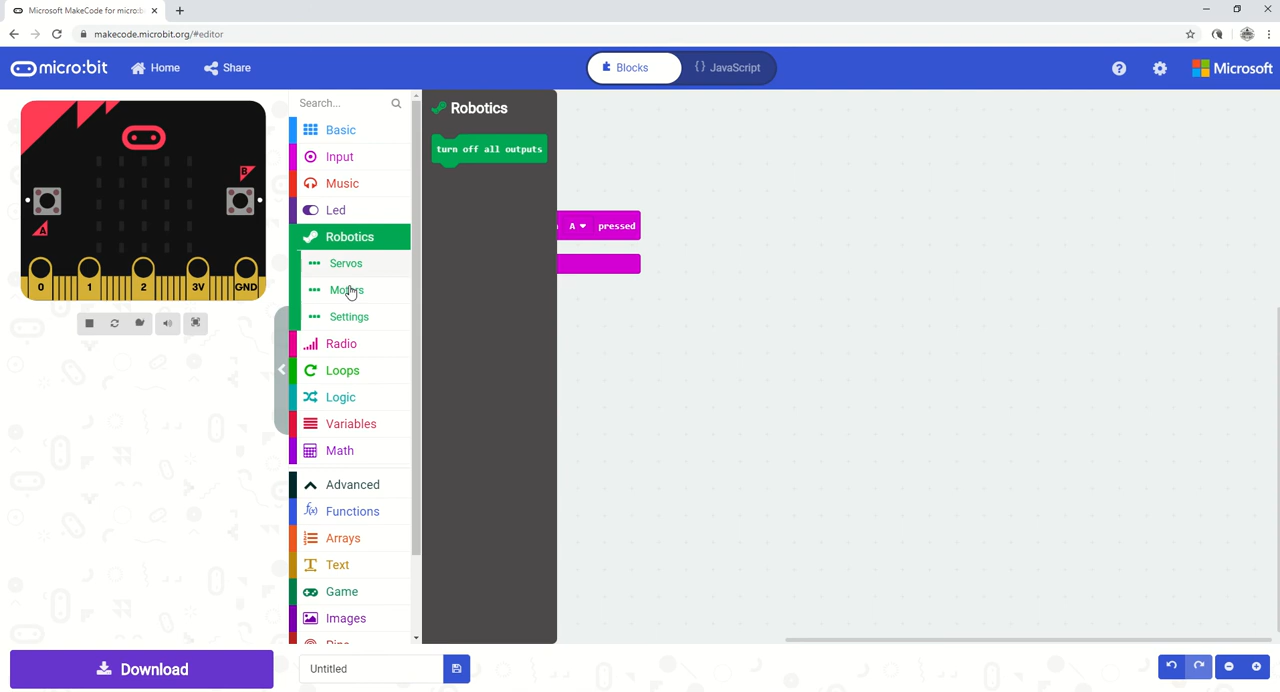 Microsoft MakeCode for micro:b
makecode.microbit.org/#editor
micro:bit
Home
Share
Blocks
{ } JavaScript
Microsoft
Search...
Basic
Input
Music
Led
Robotics
Servos
Motors
Settings
Radio
Loops
Logic
Variables
Math
Advanced
Functions
Arrays
Text
Game
Images
Robotics
turn off all outputs
A pressed
B
A
0 1 2 3V GND
Download
Untitled